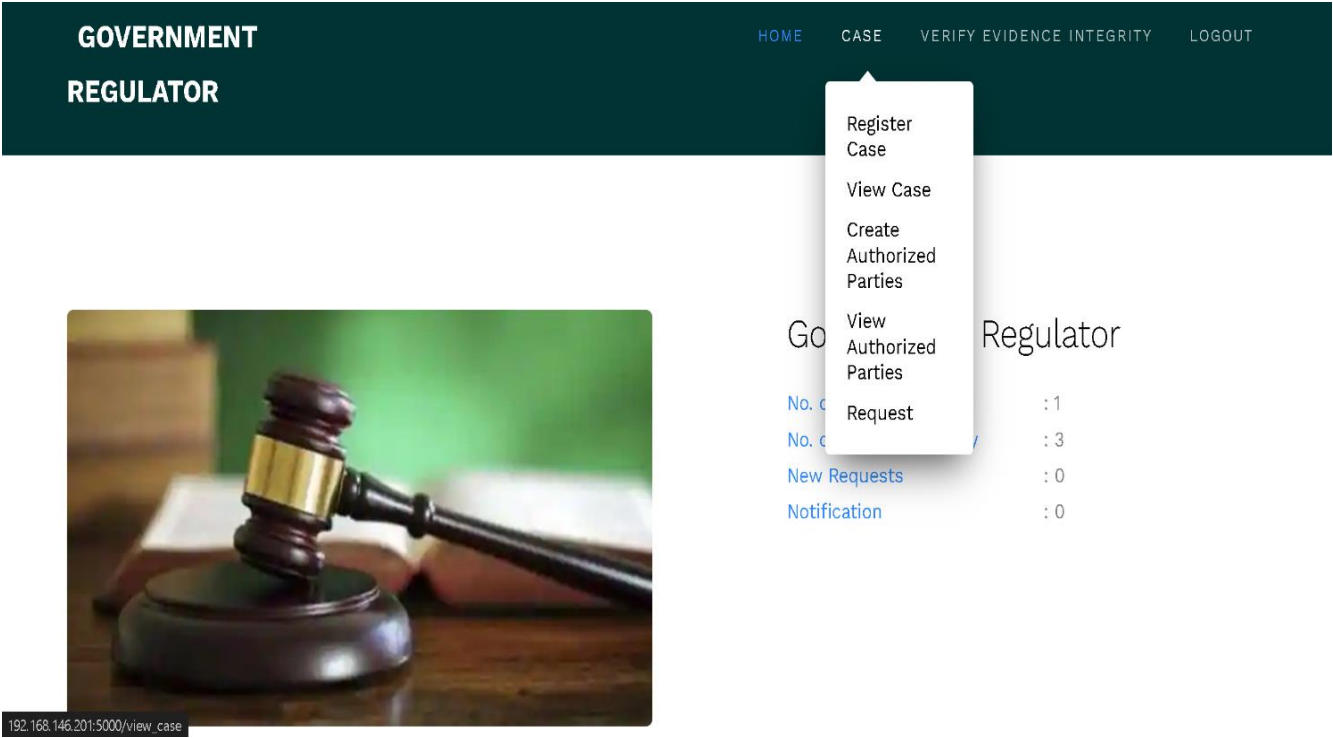 GOVERNMENT
REGULATOR
HOME CASE VERIFY EVIDENCE INTEGRITY LOGOUT
Register
Case
View Case
Create
Authorized
Parties
View
Authorized
Parties
Request
Regulator
No. : 1
No. : 3
New Requests : 0
Notification : 0
192.168.146.201:5000/view_case